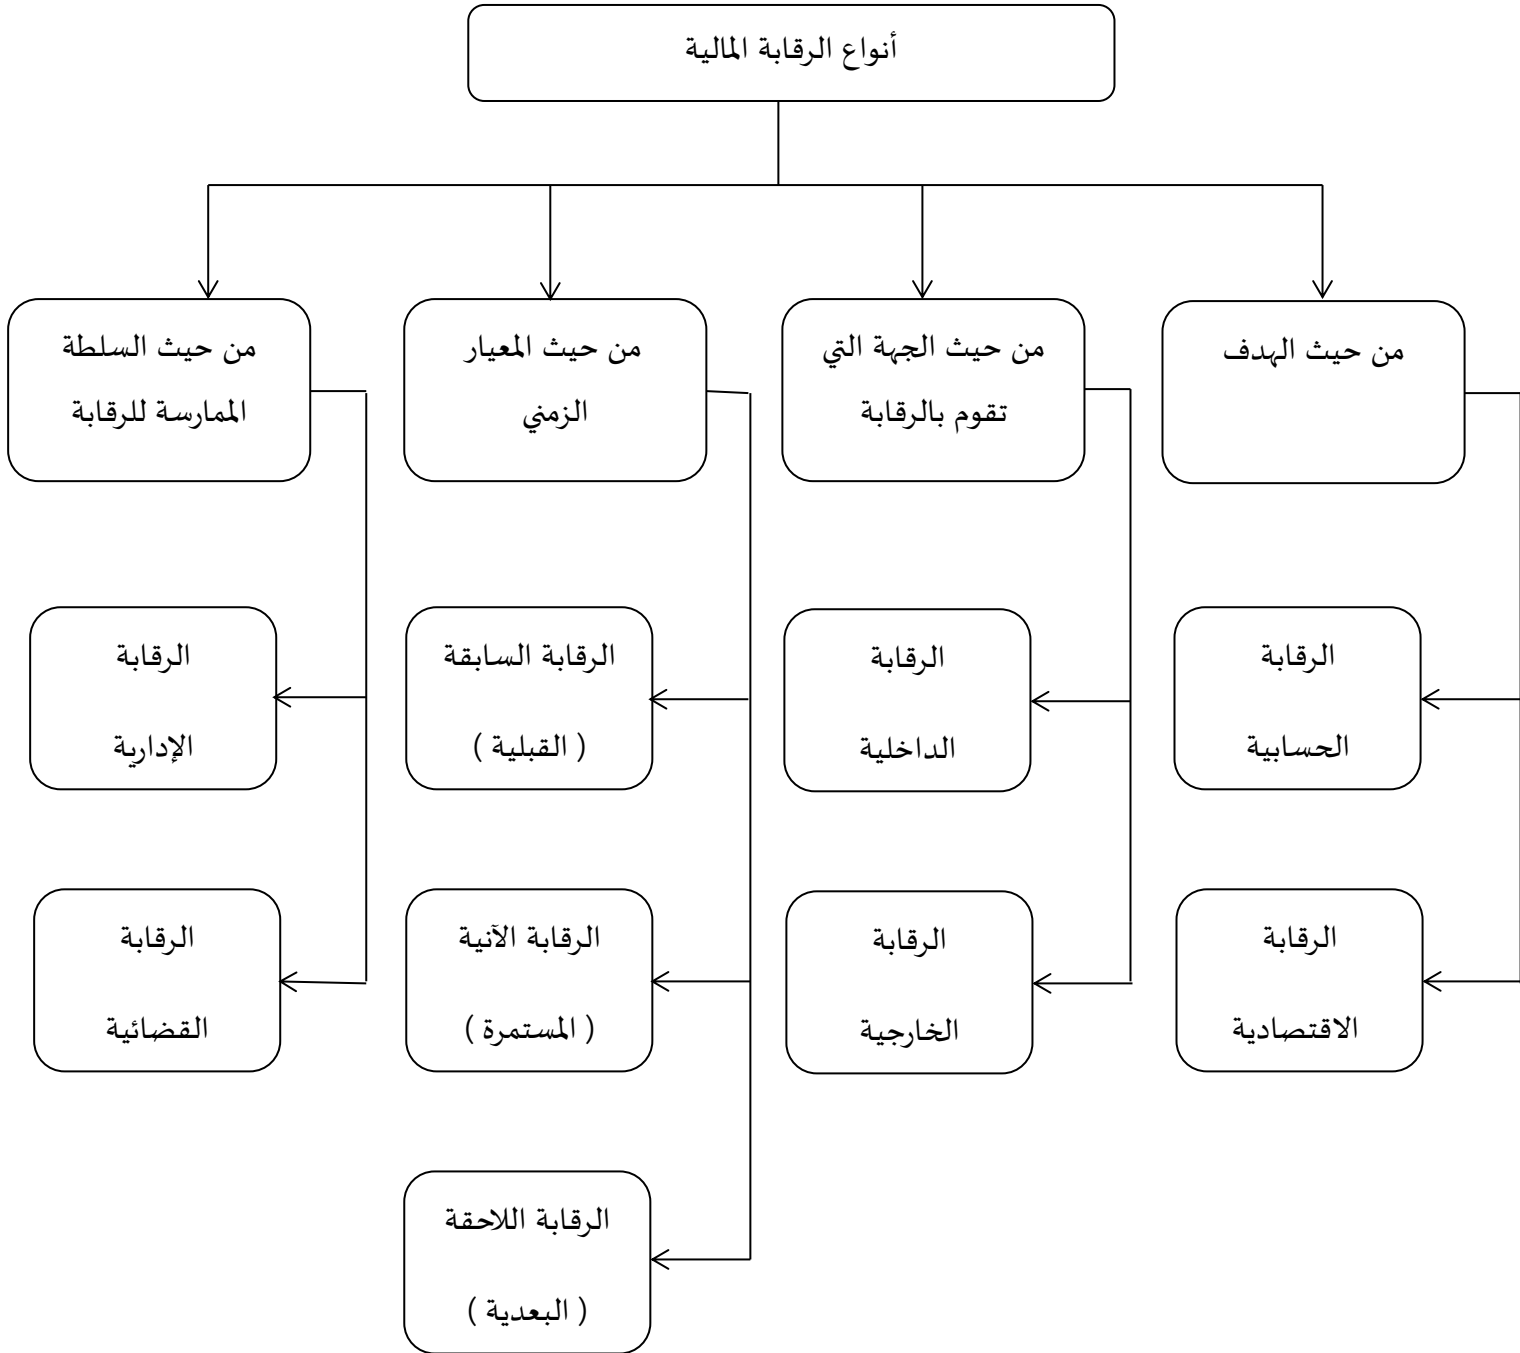 أنواع الرقابة المالية
من حيث الهدف
من حيث الجهة التي
تقوم بالرقابة
من حيث المعيار
الزمني
من حيث السلطة
الممارسة للرقابة
الرقابة
الحسابية
الرقابة
الداخلية
الرقابة السابقة
( القبلية )
الرقابة
الإدارية
الرقابة
الاقتصادية
الرقابة
الخارجية
الرقابة الآنية
( المستمرة )
الرقابة
القضائية
الرقابة اللاحقة
( البعدية )